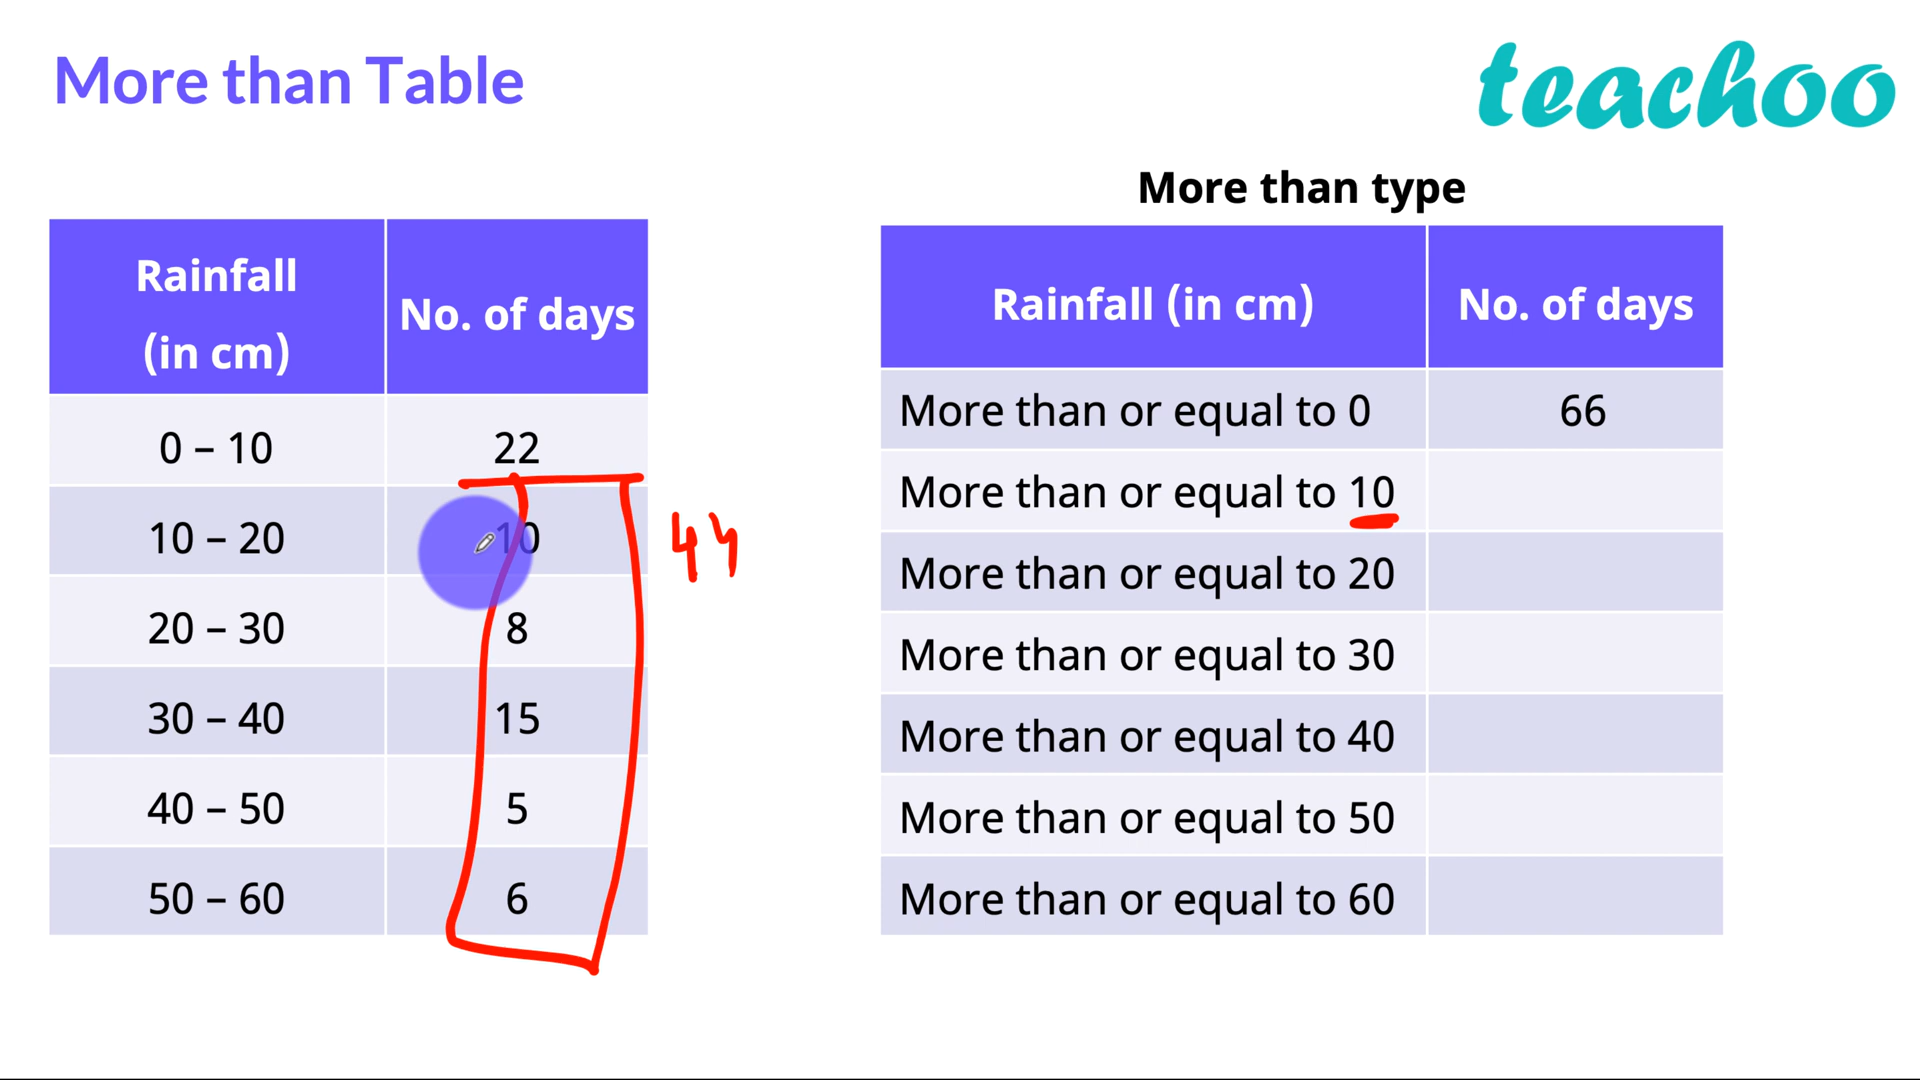 More than Table
teachoo
More than type
Rainfall
(in cm)
No. of days
0 – 10
22
10 – 20
10
20 – 30
8
30 – 40
15
40 – 50
5
50 – 60
6
44
Rainfall (in cm)
No. of days
More than or equal to 0
66
More than or equal to 10
More than or equal to 20
More than or equal to 30
More than or equal to 40
More than or equal to 50
More than or equal to 60